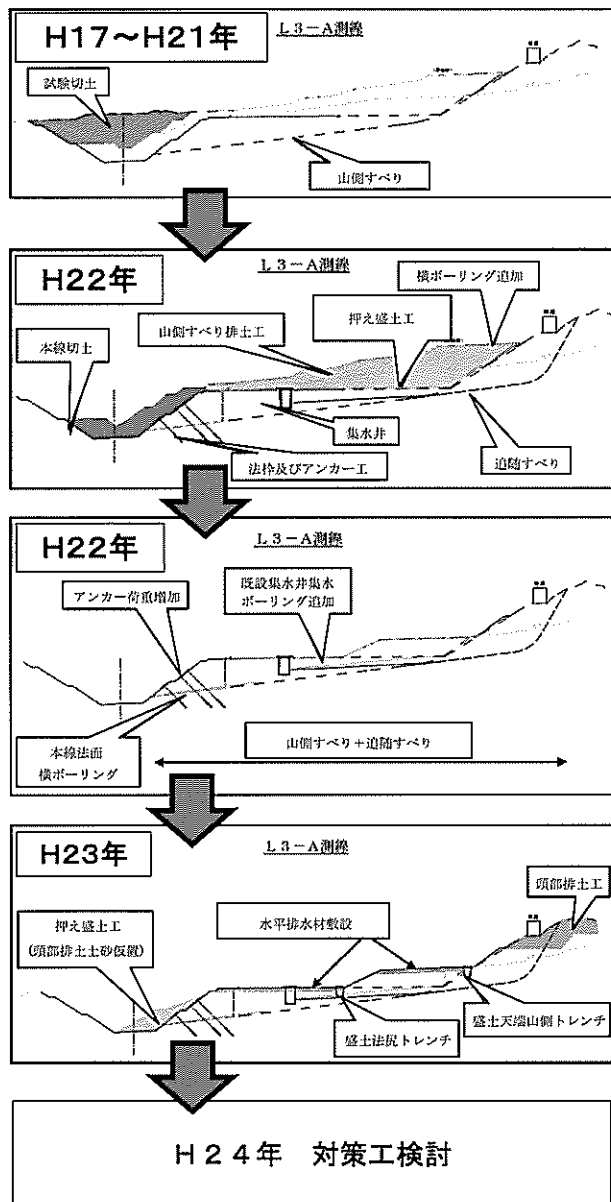 H17～H21年
L3－A測線
試験切土
山側すべり
H22年
L3－A測線
横ボーリング追加
山側すべり排土工
押え盛土工
本線切土
集水井
法枠及びアンカー工
追随すべり
H22年
L3－A測線
アンカー荷重増加
既設集水井集水
ボーリング追加
本線法面
横ボーリング
山側すべり＋追随すべり
H23年
L3－A測線
頭部排土工
押え盛土工
(頭部排土土砂仮置)
水平排水材敷設
盛土法尻トレンチ
盛土天端山側トレンチ
H24年　対策工検討